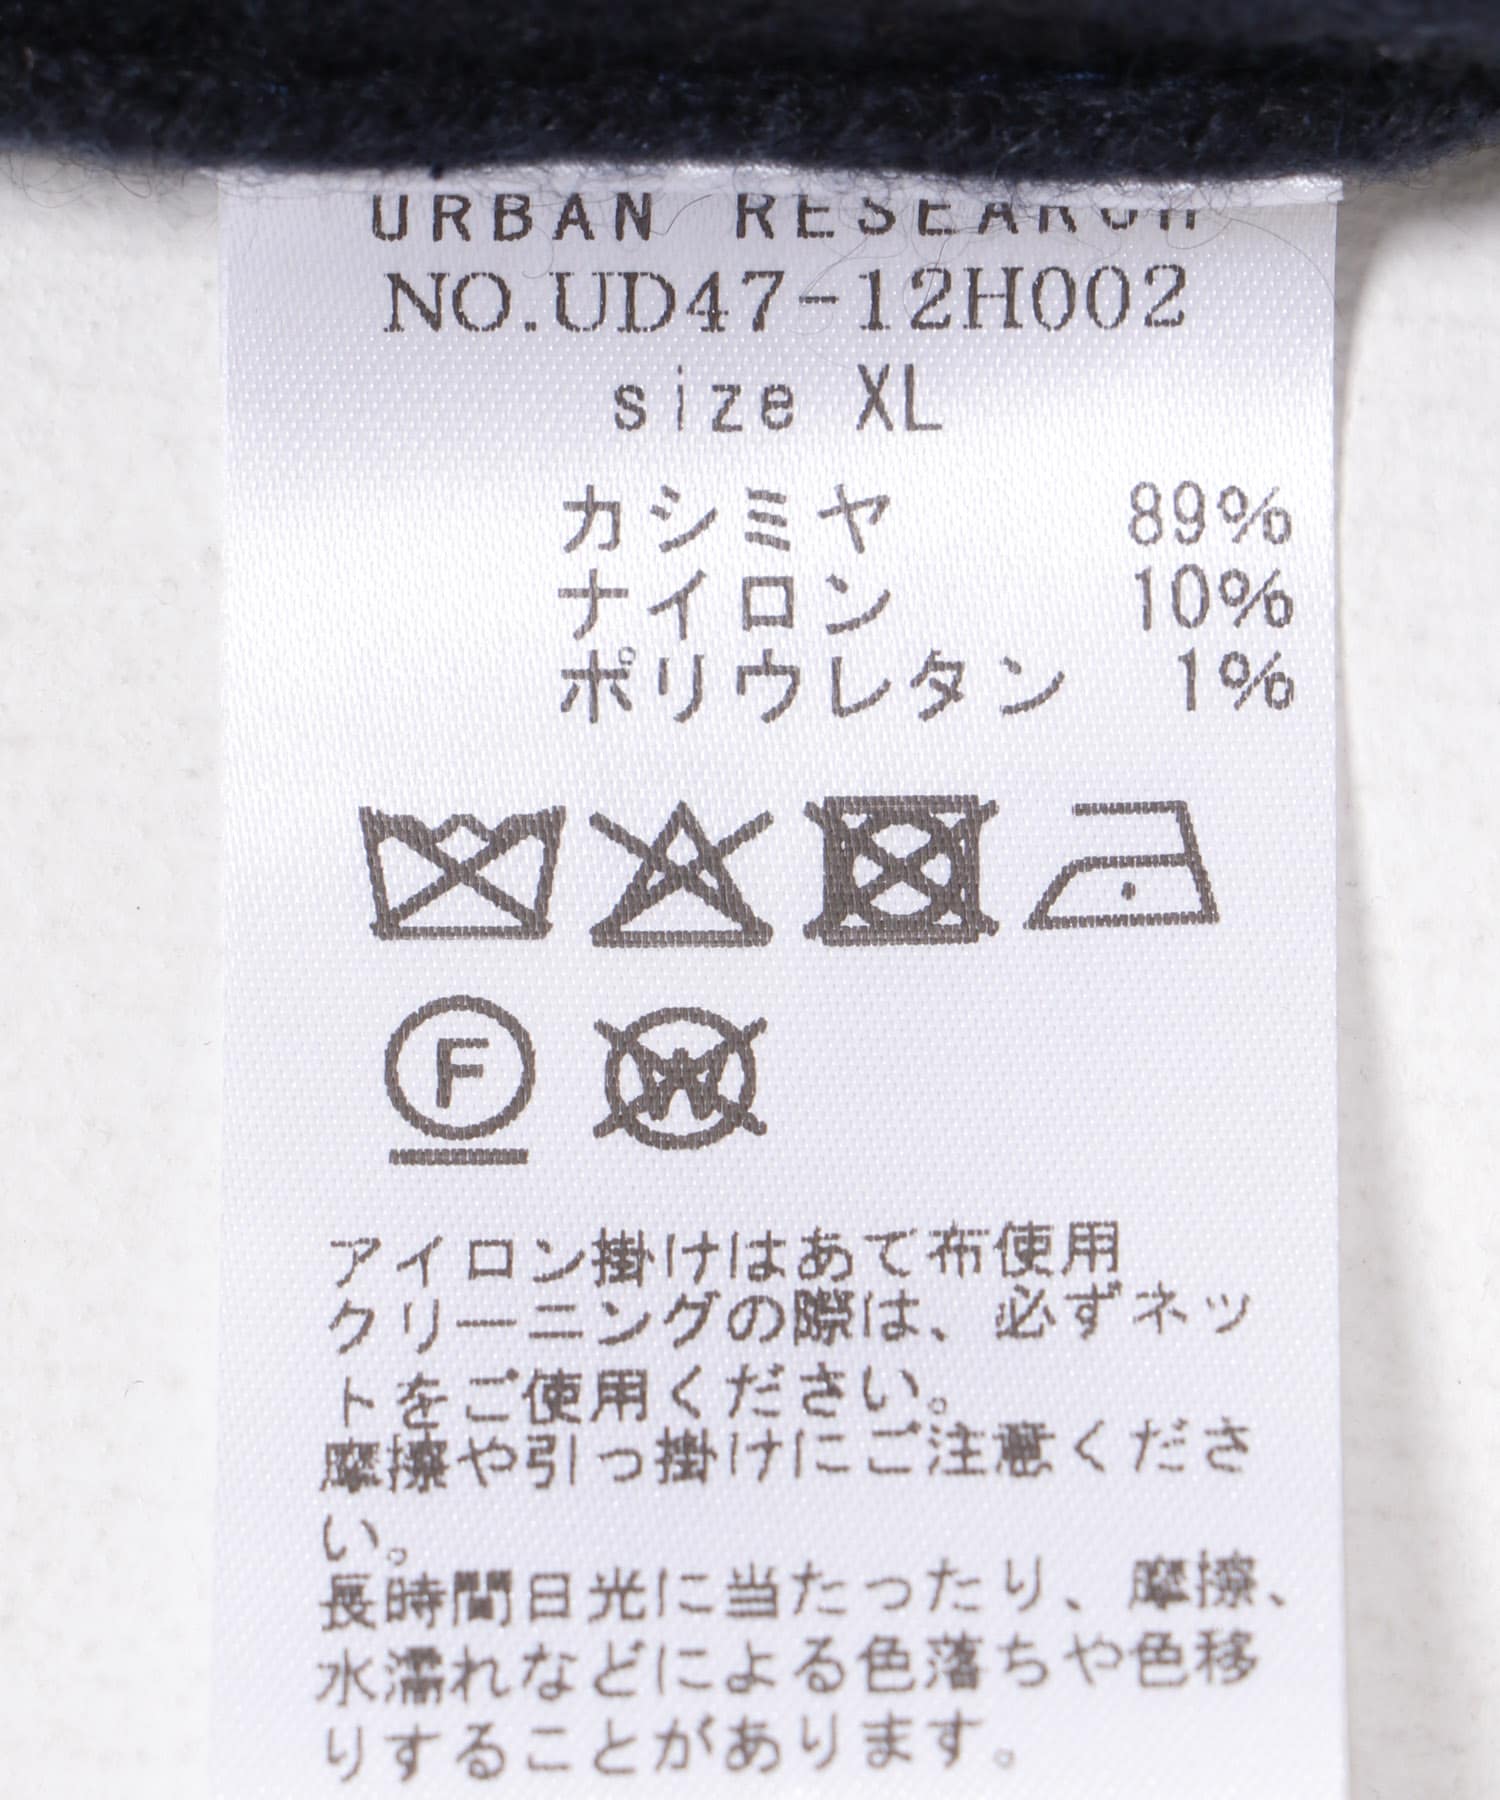 URBAN RESEARCH
NO.UD47-12H002
size XL
カシミヤ 89%
ナイロン 10%
ポリウレタン 1%
F W
アイロン掛けはあて布使用
クリーニングの際は、必ずネッ
トをご使用ください。
摩擦や引っ掛けにご注意くださ
い。
長時間日光に当たったり、摩擦、
水濡れなどによる色落ちや色移
りすることがあります。